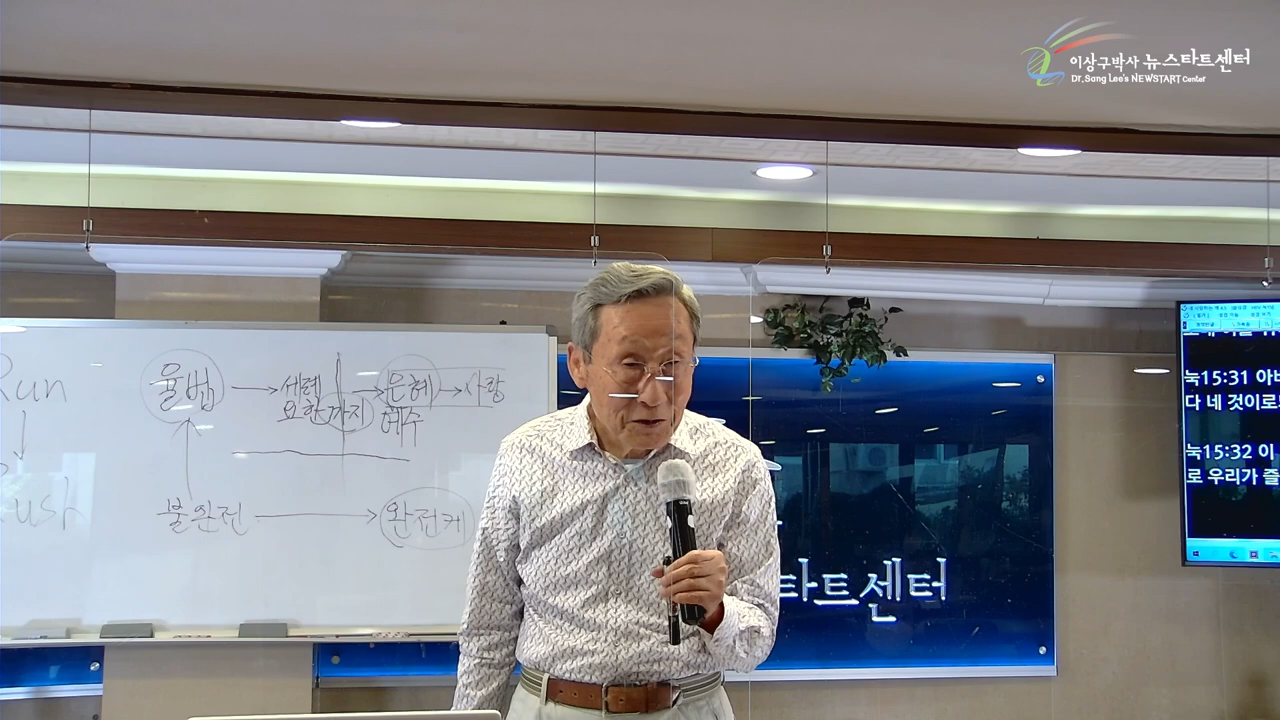 이상구박사 뉴스타트센터
Dr. Sang Lee's NEWSTART Center
Run
율법 → 세례 → 은혜 → 사랑
요한까지 예수
불완전 → 완전케
눅15:31 아버
다 네 것이로
눅15:32 이
로 우리가 즐
스타트센터